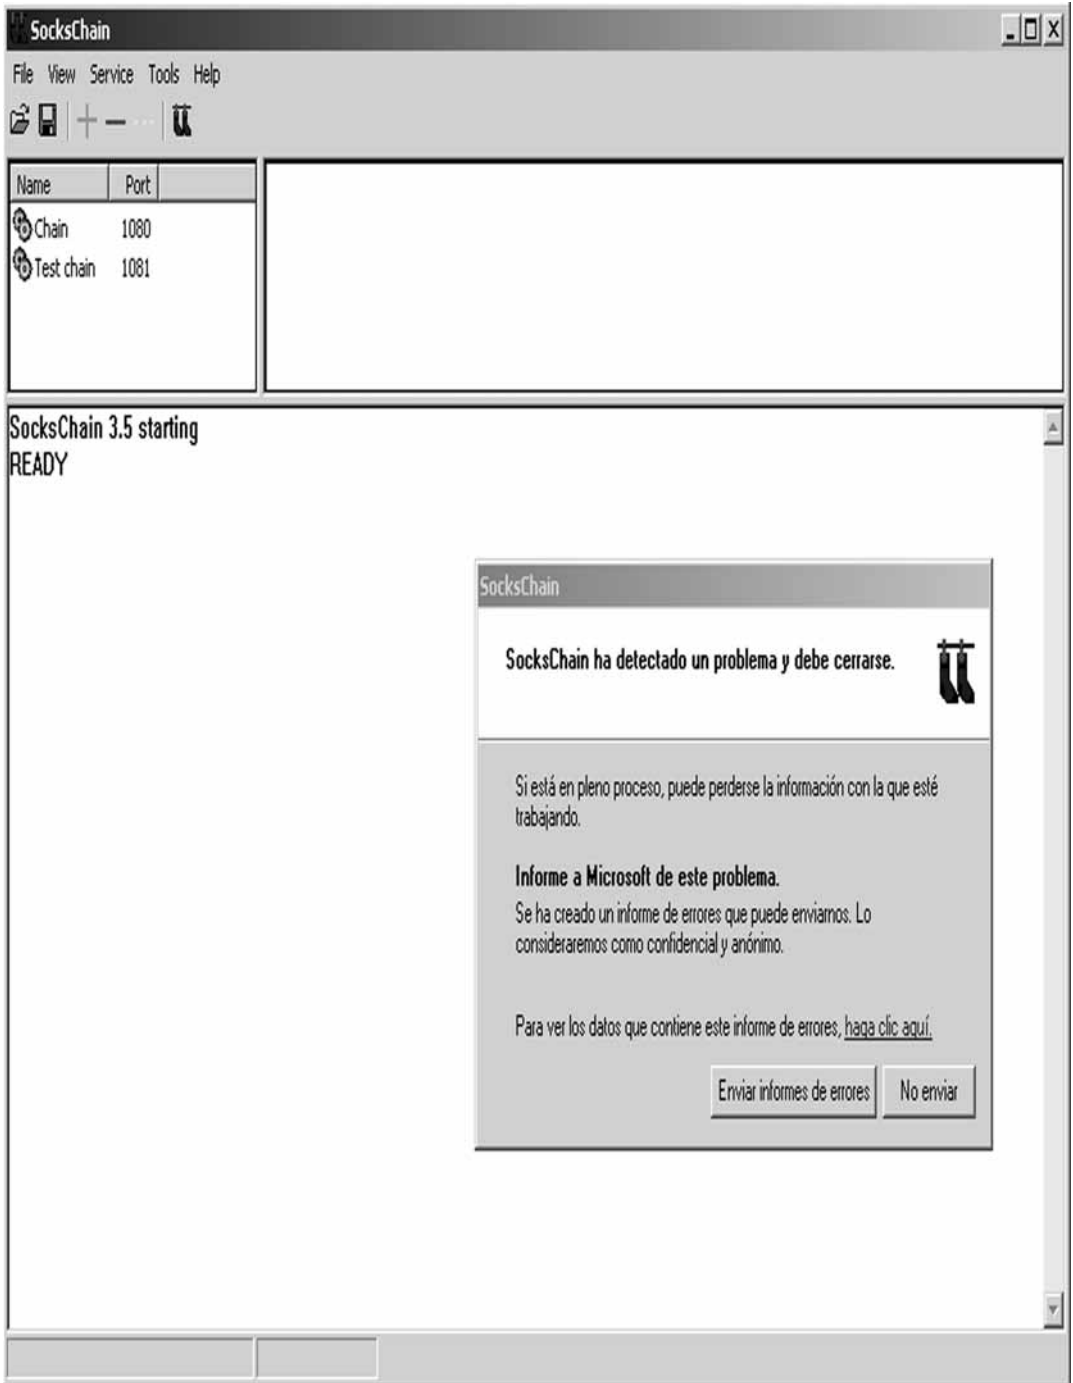 SocksChain
File View Service Tools Help
Name Port
Chain 1080
Test chain 1081
SocksChain 3.5 starting
READY
SocksChain
SocksChain ha detectado un problema y debe cerrarse.
Si está en pleno proceso, puede perderse la información con la que esté
trabajando.
Informe a Microsoft de este problema.
Se ha creado un informe de errores que puede enviarnos. Lo
consideraremos como confidencial y anónimo.
Para ver los datos que contiene este informe de errores, haga clic aquí.
Enviar informes de errores No enviar